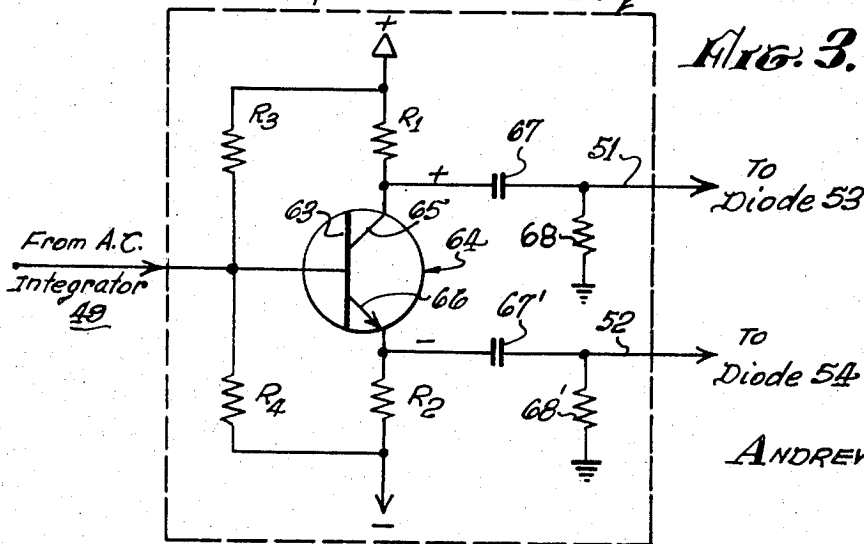 FIG. 3.
+
R3
R1
67
51
To
Diode 53
+
63
65
64
68
From A.C.
Integrator
49
66
67'
52
-
To
Diode 54
R4
R2
68'
ANDREW
-